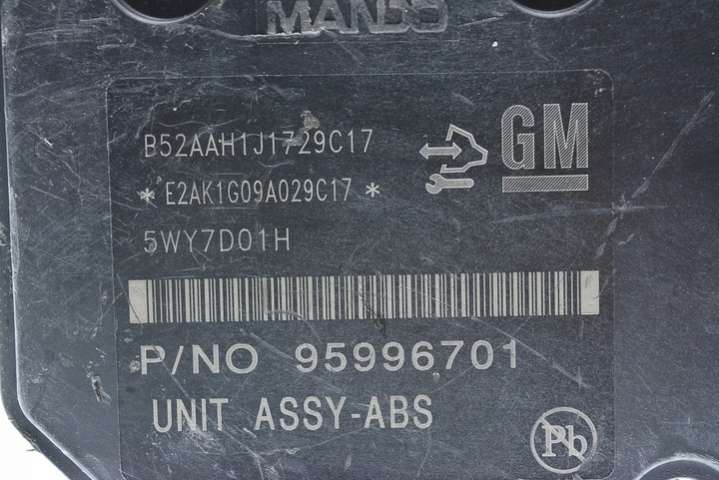 MANDO
B52AAH1J1729C17
GM
* E2AK1G09A029C17 *
5WY7D01H
P/NO 95996701
UNIT ASSY-ABS
Pb